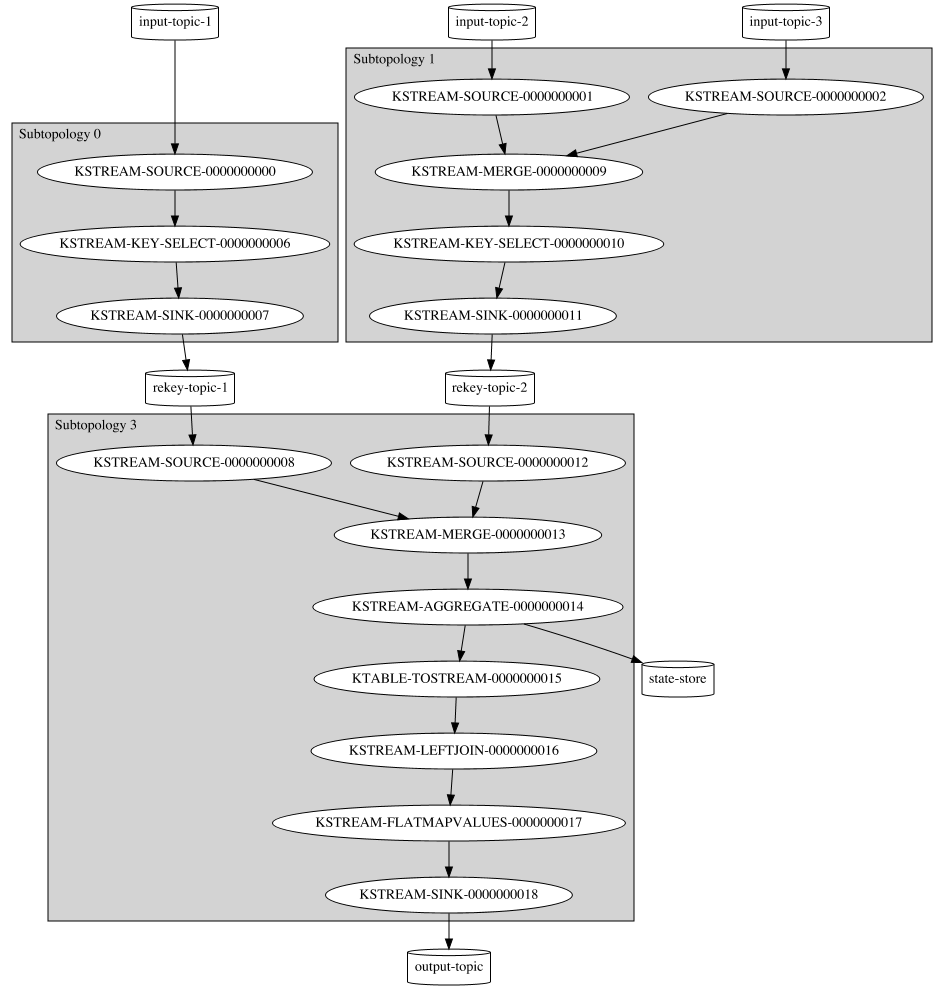 input-topic-1
input-topic-2
input-topic-3
Subtopology 1
KSTREAM-SOURCE-0000000001
KSTREAM-SOURCE-0000000002
Subtopology 0
KSTREAM-SOURCE-0000000000
KSTREAM-MERGE-0000000009
KSTREAM-KEY-SELECT-0000000006
KSTREAM-KEY-SELECT-0000000010
KSTREAM-SINK-0000000007
KSTREAM-SINK-0000000011
rekey-topic-1
rekey-topic-2
Subtopology 3
KSTREAM-SOURCE-0000000008
KSTREAM-SOURCE-0000000012
KSTREAM-MERGE-0000000013
KSTREAM-AGGREGATE-0000000014
KTABLE-TOSTREAM-0000000015
state-store
KSTREAM-LEFTJOIN-0000000016
KSTREAM-FLATMAPVALUES-0000000017
KSTREAM-SINK-0000000018
output-topic